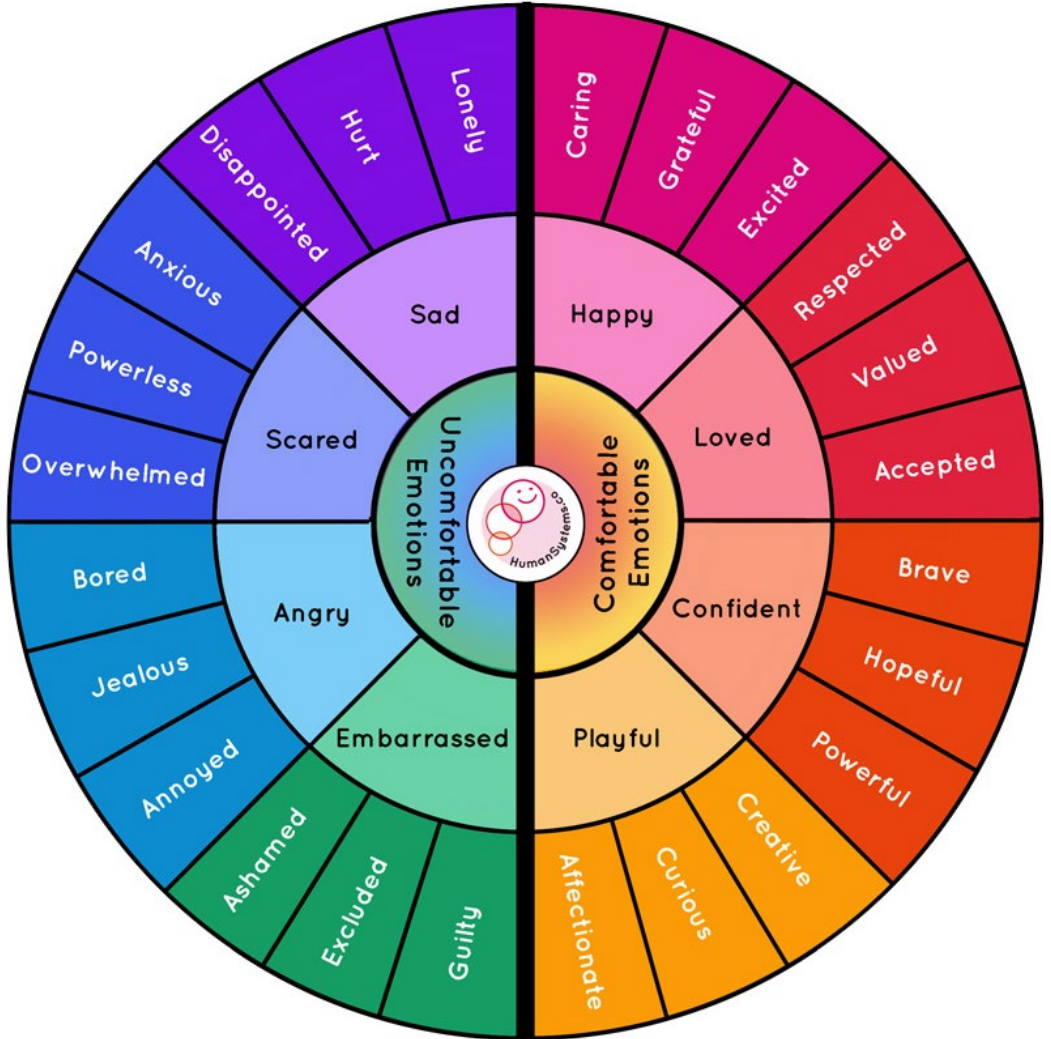 Uncomfortable
Emotions
Comfortable
Emotions
HumanSystems.co
Happy
Loved
Confident
Playful
Embarrassed
Angry
Scared
Sad
Caring
Grateful
Excited
Respected
Valued
Accepted
Brave
Hopeful
Powerful
Creative
Curious
Affectionate
Guilty
Excluded
Ashamed
Annoyed
Jealous
Bored
Overwhelmed
Powerless
Anxious
Disappointed
Hurt
Lonely